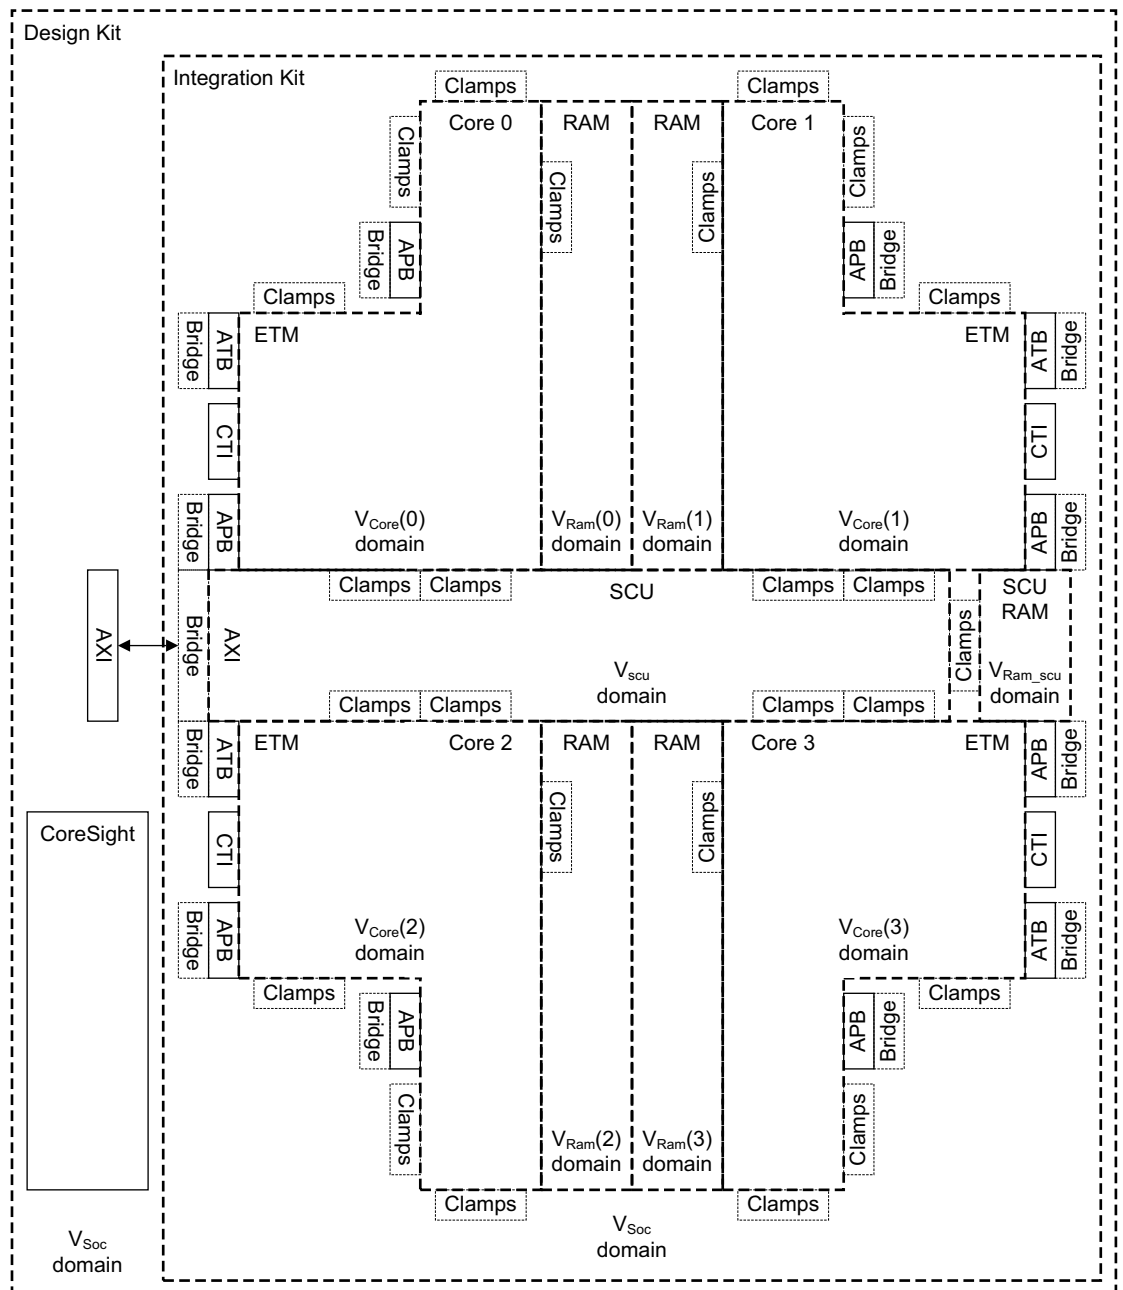 Design Kit
Integration Kit
Clamps
Clamps
Core 0
RAM
RAM
Core 1
Clamps
Clamps
Clamps
Clamps
Bridge
APB
APB
Bridge
Clamps
Clamps
Bridge
ATB
ETM
ETM
ATB
Bridge
CTI
CTI
Bridge
APB
VCore(0)
domain
VRam(0)
domain
VRam(1)
domain
VCore(1)
domain
APB
Bridge
Clamps
Clamps
SCU
Clamps
Clamps
SCU
RAM
AXI
Bridge
AXI
Clamps
Vscu
domain
VRam_scu
domain
Clamps
Clamps
Clamps
Clamps
Bridge
ATB
ETM
Core 2
RAM
RAM
Core 3
ETM
APB
Bridge
Clamps
Clamps
CoreSight
CTI
CTI
Bridge
APB
VCore(2)
domain
VCore(3)
domain
ATB
Bridge
Clamps
Clamps
Bridge
APB
APB
Bridge
Clamps
Clamps
VRam(2)
domain
VRam(3)
domain
Clamps
Clamps
VSoc
domain
VSoc
domain